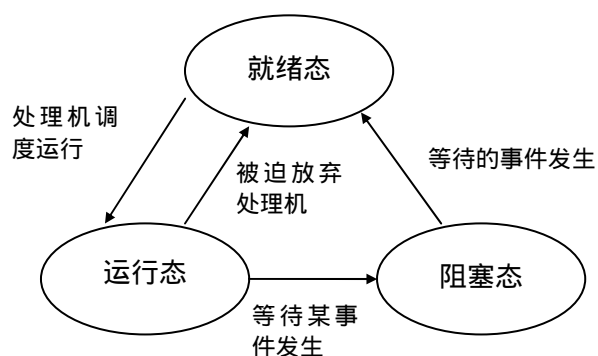 就绪态
处理机调
度运行
被迫放弃
处理机
等待的事件发生
运行态
阻塞态
等待某事
件发生